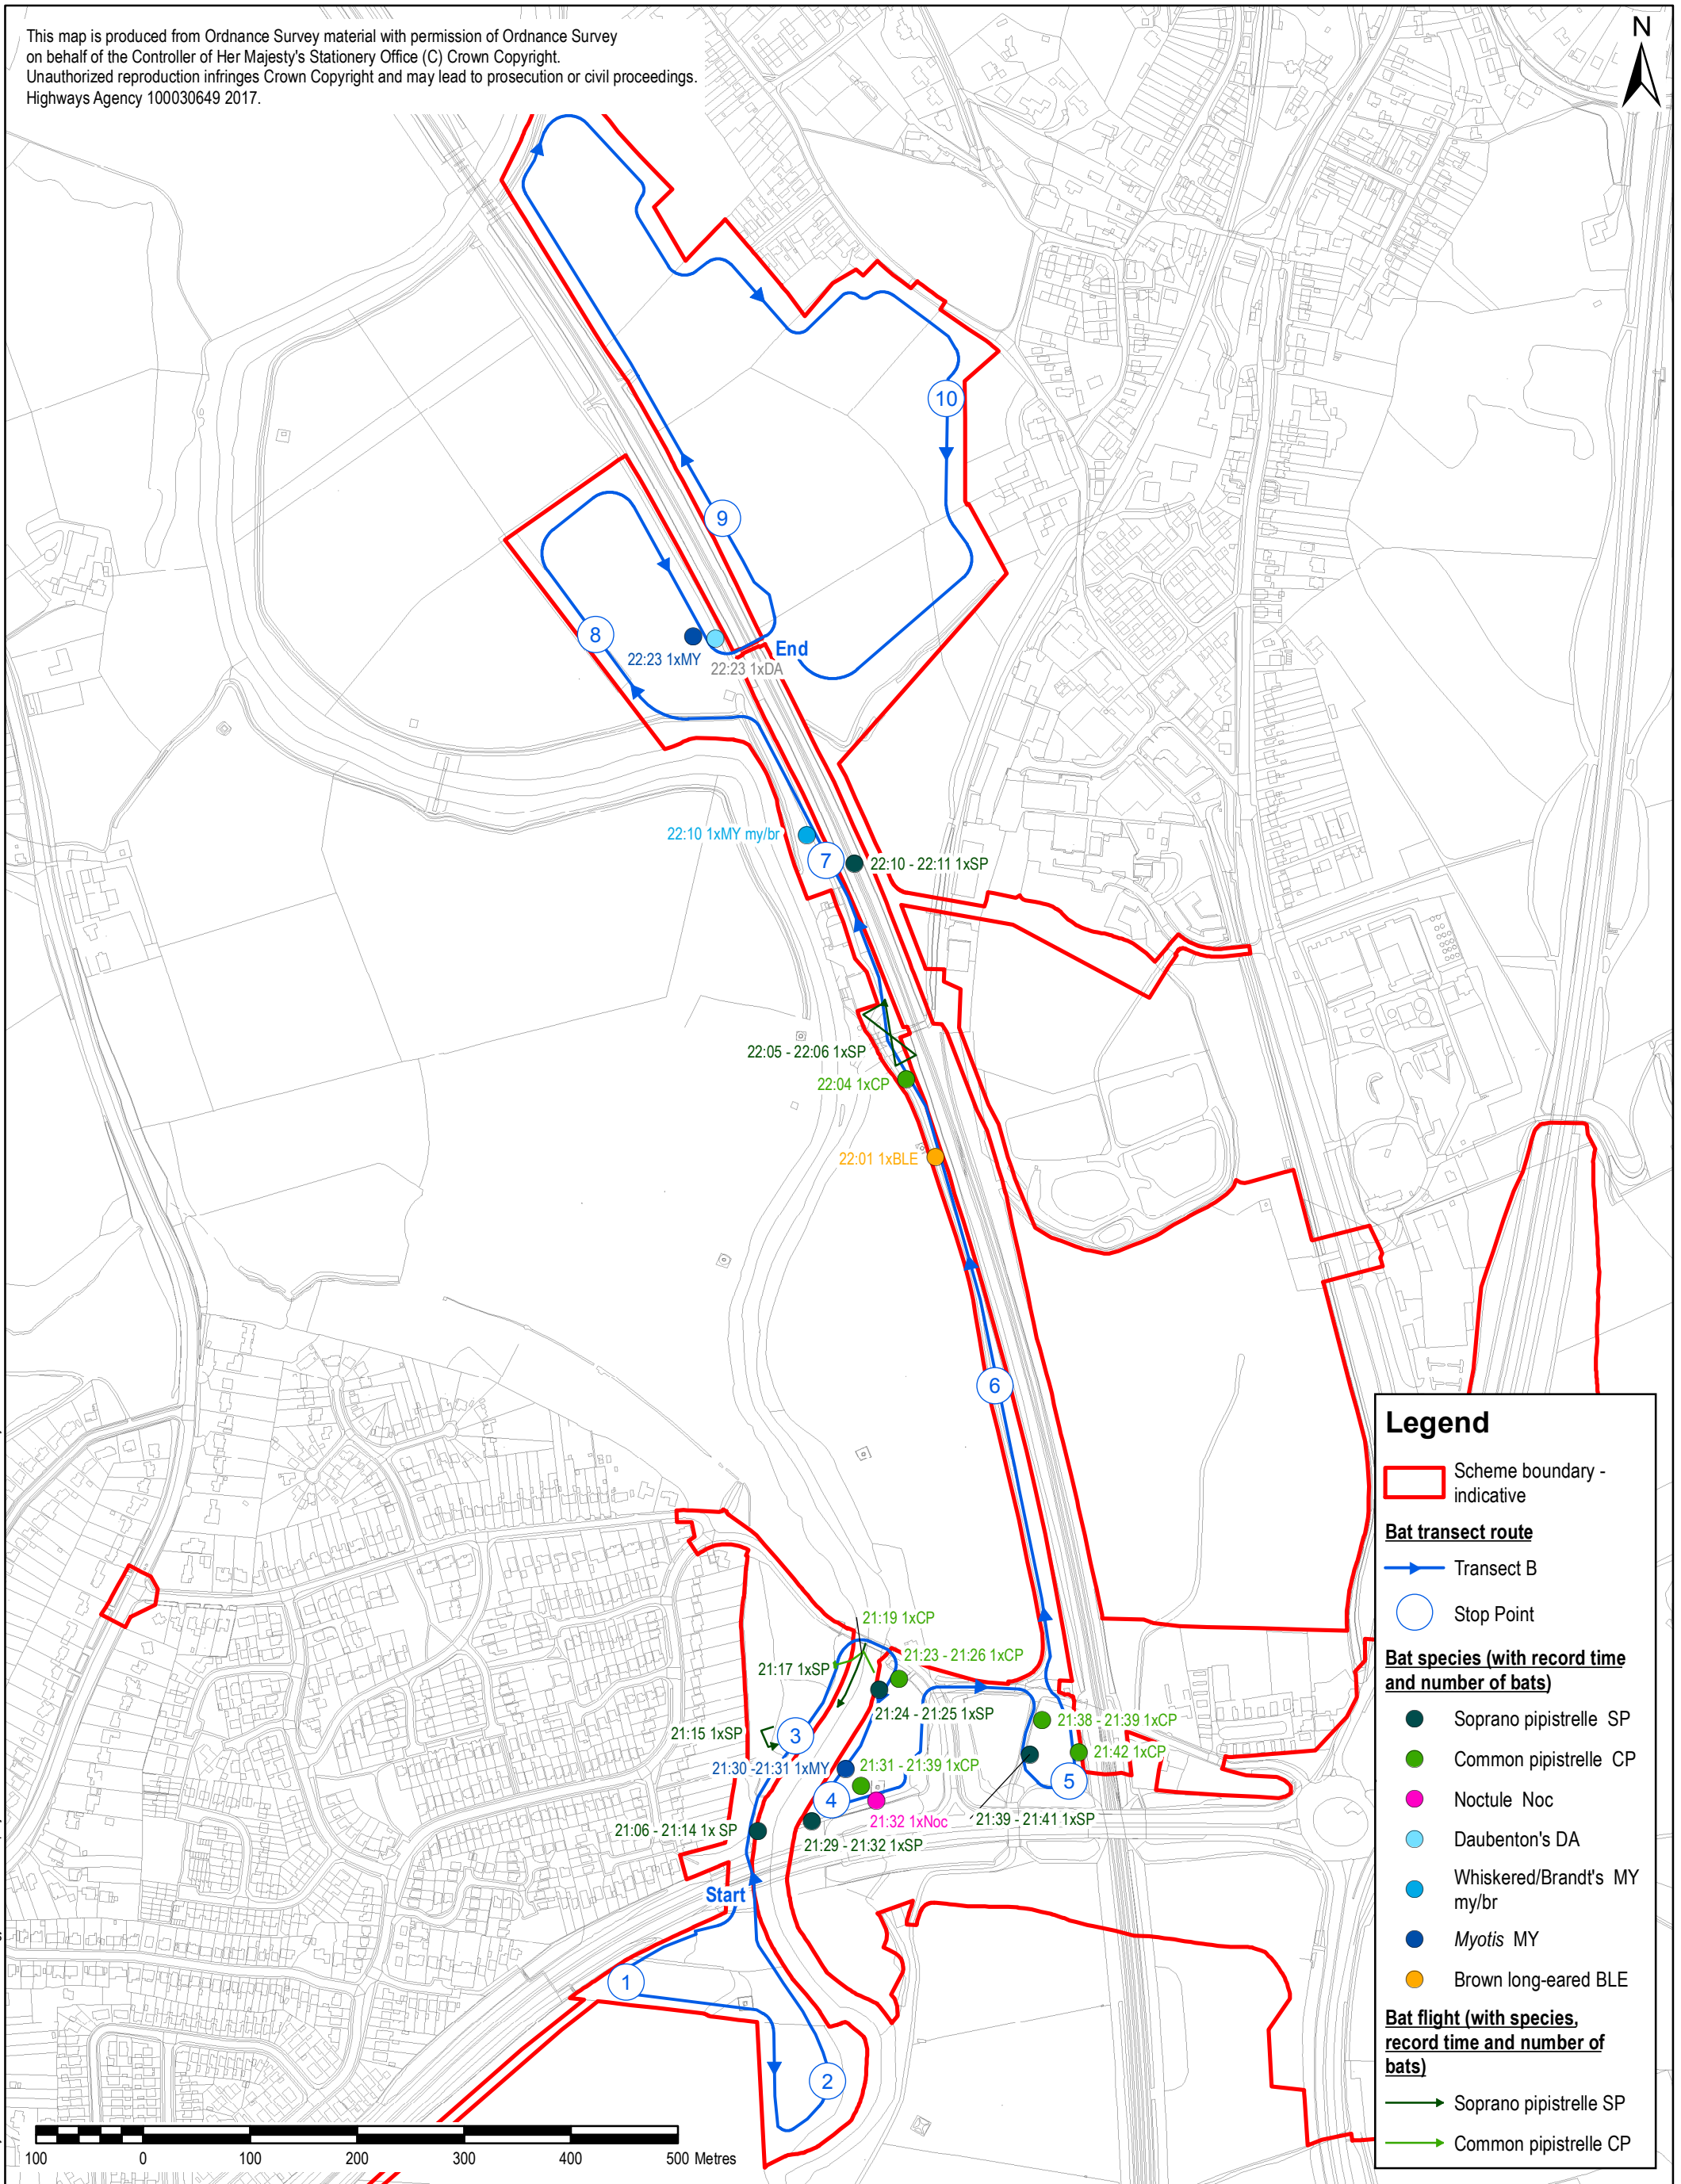 This map is produced from Ordnance Survey material with permission of Ordnance Survey
on behalf of the Controller of Her Majesty's Stationery Office (C) Crown Copyright.
Unauthorized reproduction infringes Crown Copyright and may lead to prosecution or civil proceedings.
Highways Agency 100030649 2017.
N
10
9
8
End
22:23 1xMY
22:23 1xDA
22:10 1xMY my/br
7
22:10 - 22:11 1xSP
22:05 - 22:06 1xSP
22:04 1xCP
22:01 1xBLE
6
21:19 1xCP
21:23 - 21:26 1xCP
21:17 1xSP
21:24 - 21:25 1xSP
21:15 1xSP
3
21:38 - 21:39 1xCP
21:42 1xCP
21:30 -21:31 1xMY
21:31 - 21:39 1xCP
5
4
21:32 1xNoc
21:39 - 21:41 1xSP
21:06 - 21:14 1x SP
21:29 - 21:32 1xSP
Start
1
2
100 0 100 200 300 400 500 Metres
Legend
Scheme boundary -
indicative
Bat transect route
Transect B
Stop Point
Bat species (with record time
and number of bats)
Soprano pipistrelle SP
Common pipistrelle CP
Noctule Noc
Daubenton's DA
Whiskered/Brandt's MY
my/br
Myotis MY
Brown long-eared BLE
Bat flight (with species,
record time and number of
bats)
Soprano pipistrelle SP
Common pipistrelle CP